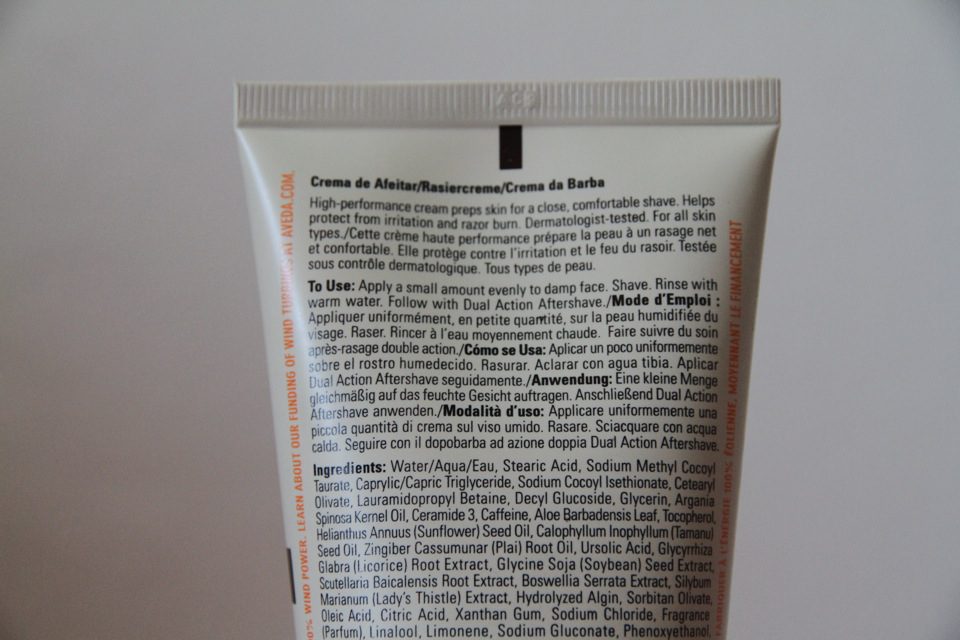 Crema de Afeitar/Rasiercreme/Crema da Barba
High-performance cream preps skin for a close, comfortable shave. Helps
protect from irritation and razor burn. Dermatologist-tested. For all skin
types./Cette crème haute performance prépare la peau à un rasage net
et confortable. Elle protège contre l'irritation et le feu du rasoir. Testée
sous contrôle dermatologique. Tous types de peau.
To Use: Apply a small amount evenly to damp face. Shave. Rinse with
warm water. Follow with Dual Action Aftershave./Mode d'Emploi :
Appliquer uniformément, en petite quantité, sur la peau humidifiée du
visage. Raser. Rincer à l'eau moyennement chaude. Faire suivre du soin
après-rasage double action./Cómo se Usa: Aplicar un poco uniformemente
sobre el rostro humedecido. Rasurar. Aclarar con agua tibia. Aplicar
Dual Action Aftershave seguidamente./Anwendung: Eine kleine Menge
gleichmäßig auf das feuchte Gesicht auftragen. Anschließend Dual Action
Aftershave anwenden./Modalità d'uso: Applicare uniformemente una
piccola quantità di crema sul viso umido. Rasare. Sciacquare con acqua
calda. Seguire con il dopobarba ad azione doppia Dual Action Aftershave.
Ingredients: Water/Aqua/Eau, Stearic Acid, Sodium Methyl Cocoyl
Taurate, Caprylic/Capric Triglyceride, Sodium Cocoyl Isethionate, Cetearyl
Olivate, Lauramidopropyl Betaine, Decyl Glucoside, Glycerin, Argania
Spinosa Kernel Oil, Ceramide 3, Caffeine, Aloe Barbadensis Leaf, Tocopherol,
Helianthus Annuus (Sunflower) Seed Oil, Calophyllum Inophyllum (Tamanu)
Seed Oil, Zingiber Cassumunar (Plai) Root Oil, Ursolic Acid, Glycyrrhiza
Glabra (Licorice) Root Extract, Glycine Soja (Soybean) Seed Extract,
Scutellaria Baicalensis Root Extract, Boswellia Serrata Extract, Silybum
Marianum (Lady's Thistle) Extract, Hydrolyzed Algin, Sorbitan Olivate,
Oleic Acid, Citric Acid, Xanthan Gum, Sodium Chloride, Fragrance
(Parfum), Linalool, Limonene, Sodium Gluconate, Phenoxyethanol,
WIND POWER. LEARN ABOUT OUR FUNDING OF WIND TURBINES AT AVEDA.COM.
FABRIQUER À L'ÉNERGIE 100% ÉOLIENNE, MOYENNANT LE FINANCEMENT